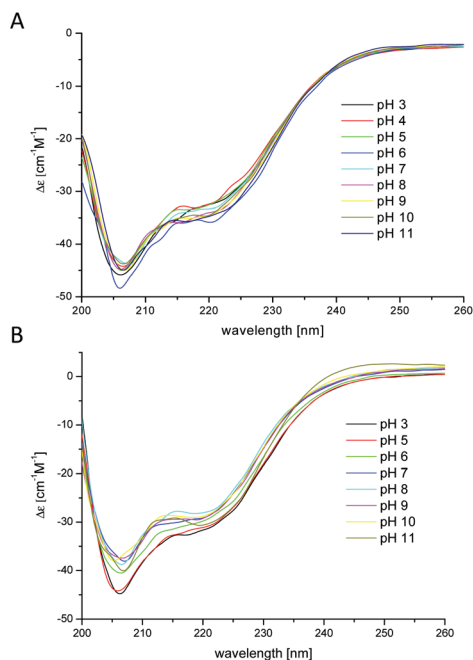 A
0
-10
-20
-30
-40
-50
Δε [cm⁻¹M⁻¹]
200 210 220 230 240 250 260
wavelength [nm]
pH 3
pH 4
pH 5
pH 6
pH 7
pH 8
pH 9
pH 10
pH 11
B
0
-10
-20
-30
-40
-50
Δε [cm⁻¹M⁻¹]
200 210 220 230 240 250 260
wavelength [nm]
pH 3
pH 5
pH 6
pH 7
pH 8
pH 9
pH 10
pH 11